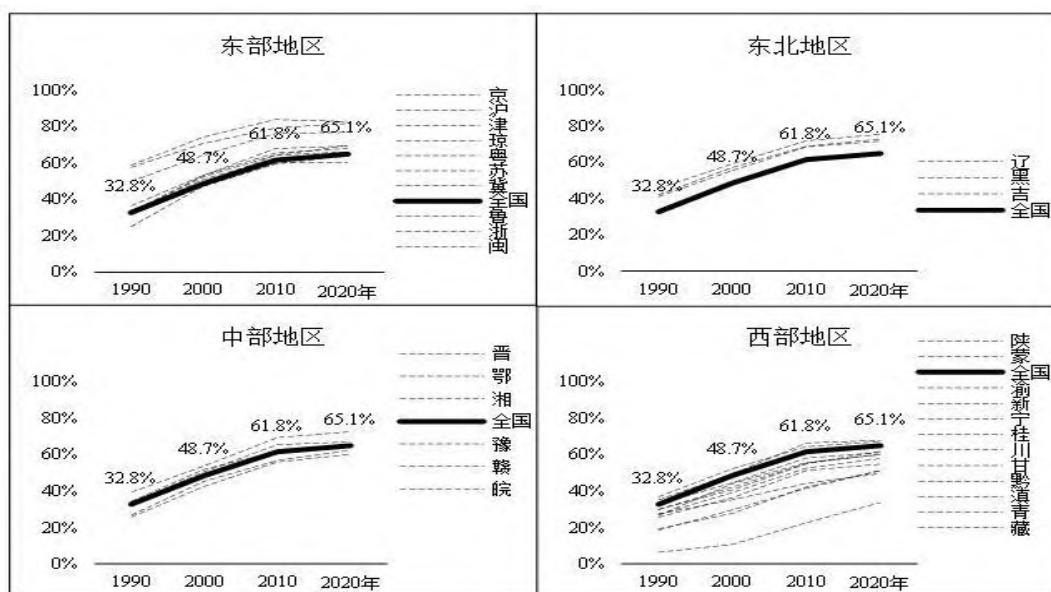 东部地区
100%
80%
60%
40%
20%
0%
32.8%
48.7%
61.8%
65.1%
1990 2000 2010 2020年
京
沪
津
琼
粤
苏
冀
全国
鲁
浙
闽
东北地区
100%
80%
60%
40%
20%
0%
32.8%
48.7%
61.8%
65.1%
1990 2000 2010 2020年
辽
黑
吉
全国
中部地区
100%
80%
60%
40%
20%
0%
32.8%
48.7%
61.8%
65.1%
1990 2000 2010 2020年
晋
鄂
湘
全国
豫
赣
皖
西部地区
100%
80%
60%
40%
20%
0%
32.8%
48.7%
61.8%
65.1%
1990 2000 2010 2020年
陕
蒙
全国
渝
新
宁
桂
川
甘
黔
滇
青
藏